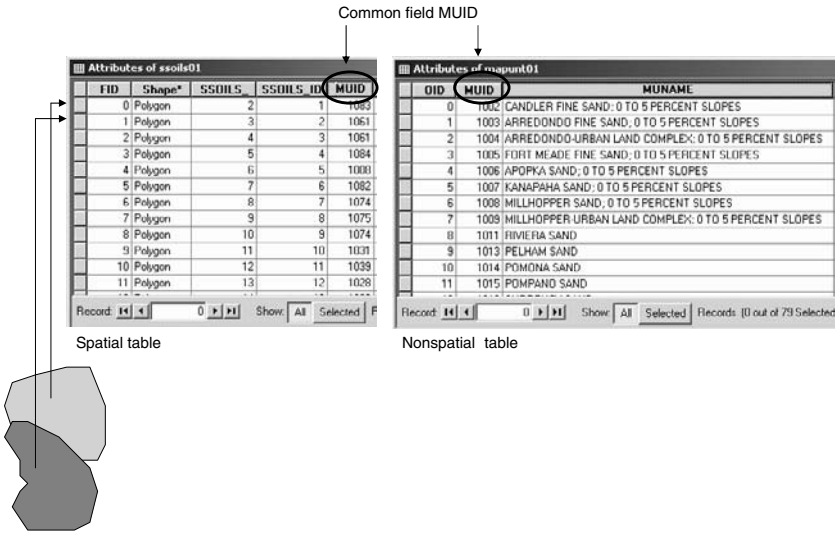 Common field MUID
Attributes of ssoils01
FID Shape* SSOILS_ SSOILS_ID MUID
0 Polygon 2 1 1083
1 Polygon 3 2 1061
2 Polygon 4 3 1061
3 Polygon 5 4 1084
4 Polygon 6 5 1008
5 Polygon 7 6 1082
6 Polygon 8 7 1074
7 Polygon 9 8 1075
8 Polygon 10 9 1074
9 Polygon 11 10 1031
10 Polygon 12 11 1039
11 Polygon 13 12 1028
Record: 0 Show: All Selected
Spatial table
Attributes of mapunt01
OID MUID MUNAME
0 1002 CANDLER FINE SAND; 0 TO 5 PERCENT SLOPES
1 1003 ARREDONDO FINE SAND; 0 TO 5 PERCENT SLOPES
2 1004 ARREDONDO-URBAN LAND COMPLEX; 0 TO 5 PERCENT SLOPES
3 1005 FORT MEADE FINE SAND; 0 TO 5 PERCENT SLOPES
4 1006 APOPKA SAND; 0 TO 5 PERCENT SLOPES
5 1007 KANAPAHA SAND; 0 TO 5 PERCENT SLOPES
6 1008 MILLHOPPER SAND; 0 TO 5 PERCENT SLOPES
7 1009 MILLHOPPER-URBAN LAND COMPLEX; 0 TO 5 PERCENT SLOPES
8 1011 RIVIERA SAND
9 1013 PELHAM SAND
10 1014 POMONA SAND
11 1015 POMPANO SAND
Record: 0 Show: All Selected Records (0 out of 79 Selected
Nonspatial table